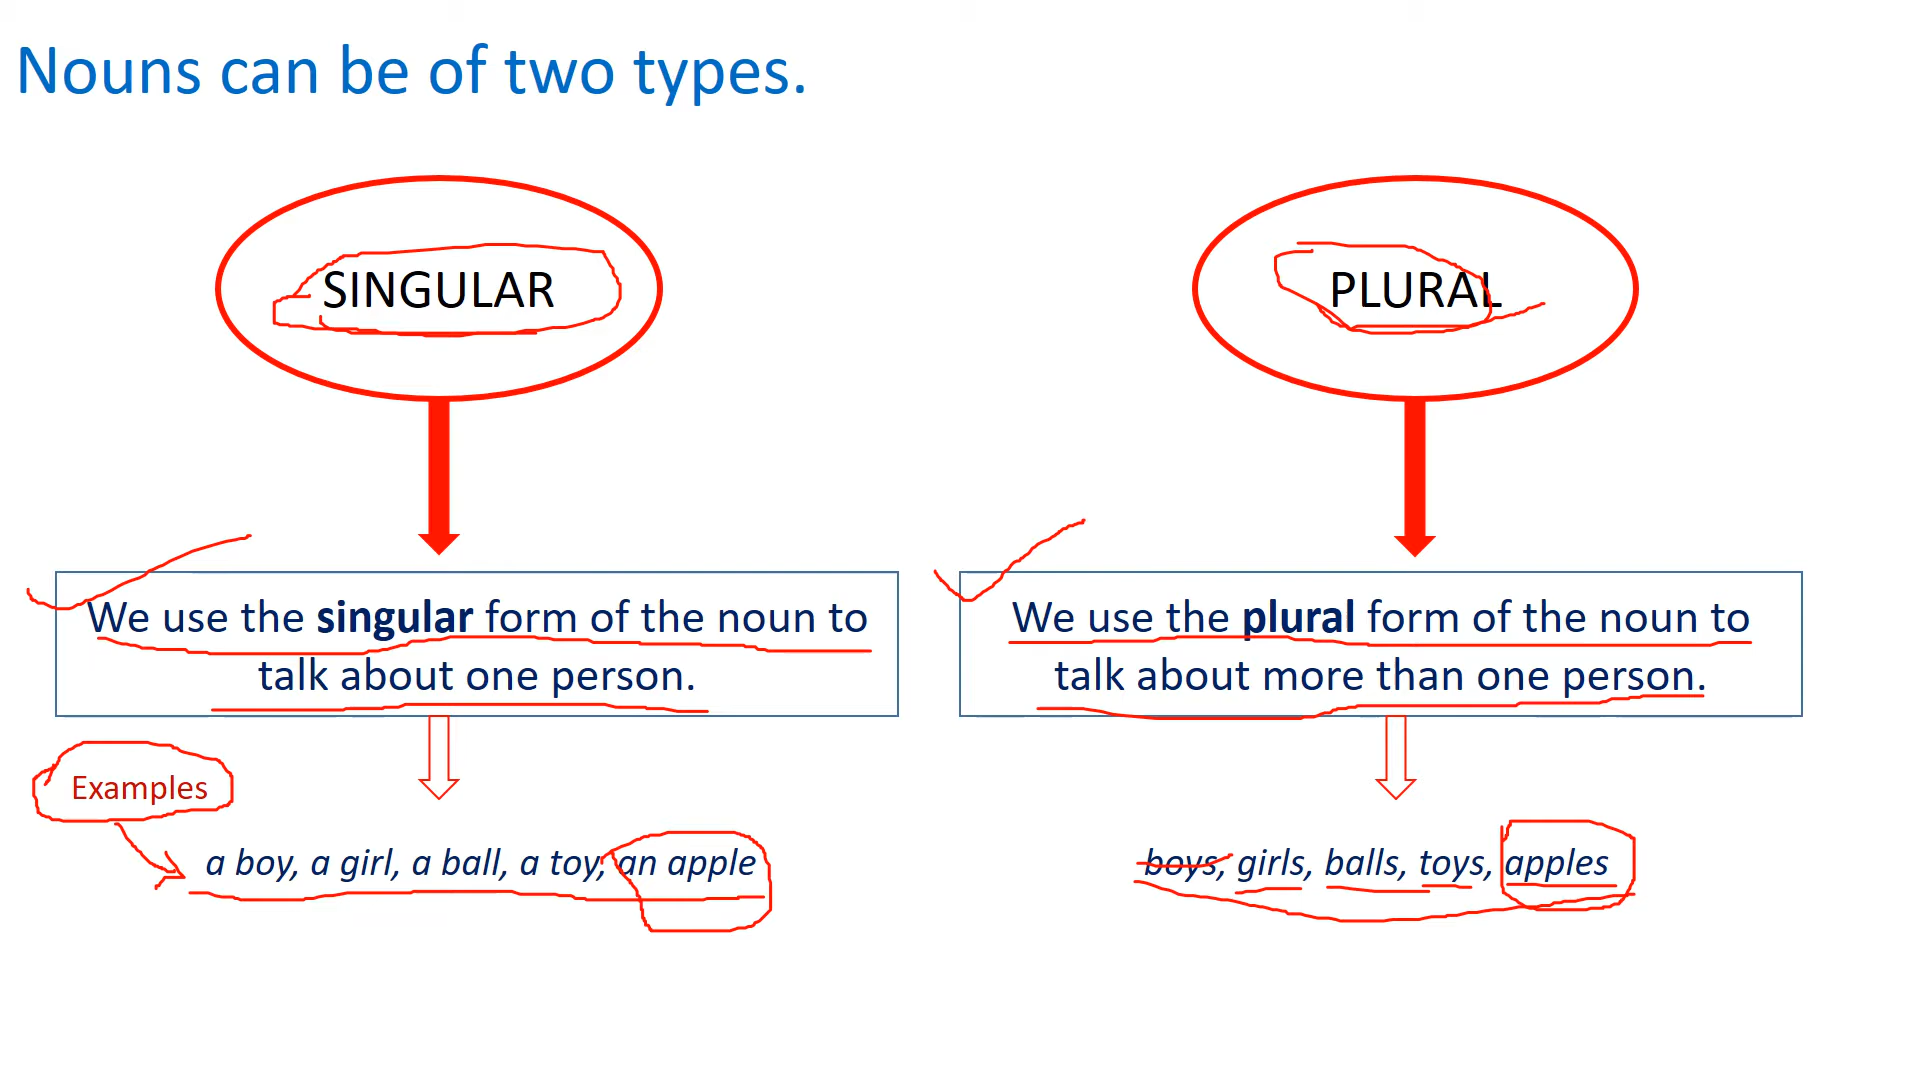 Nouns can be of two types.
SINGULAR
PLURAL
We use the singular form of the noun to
talk about one person.
We use the plural form of the noun to
talk about more than one person.
Examples
a boy, a girl, a ball, a toy, an apple
boys, girls, balls, toys, apples